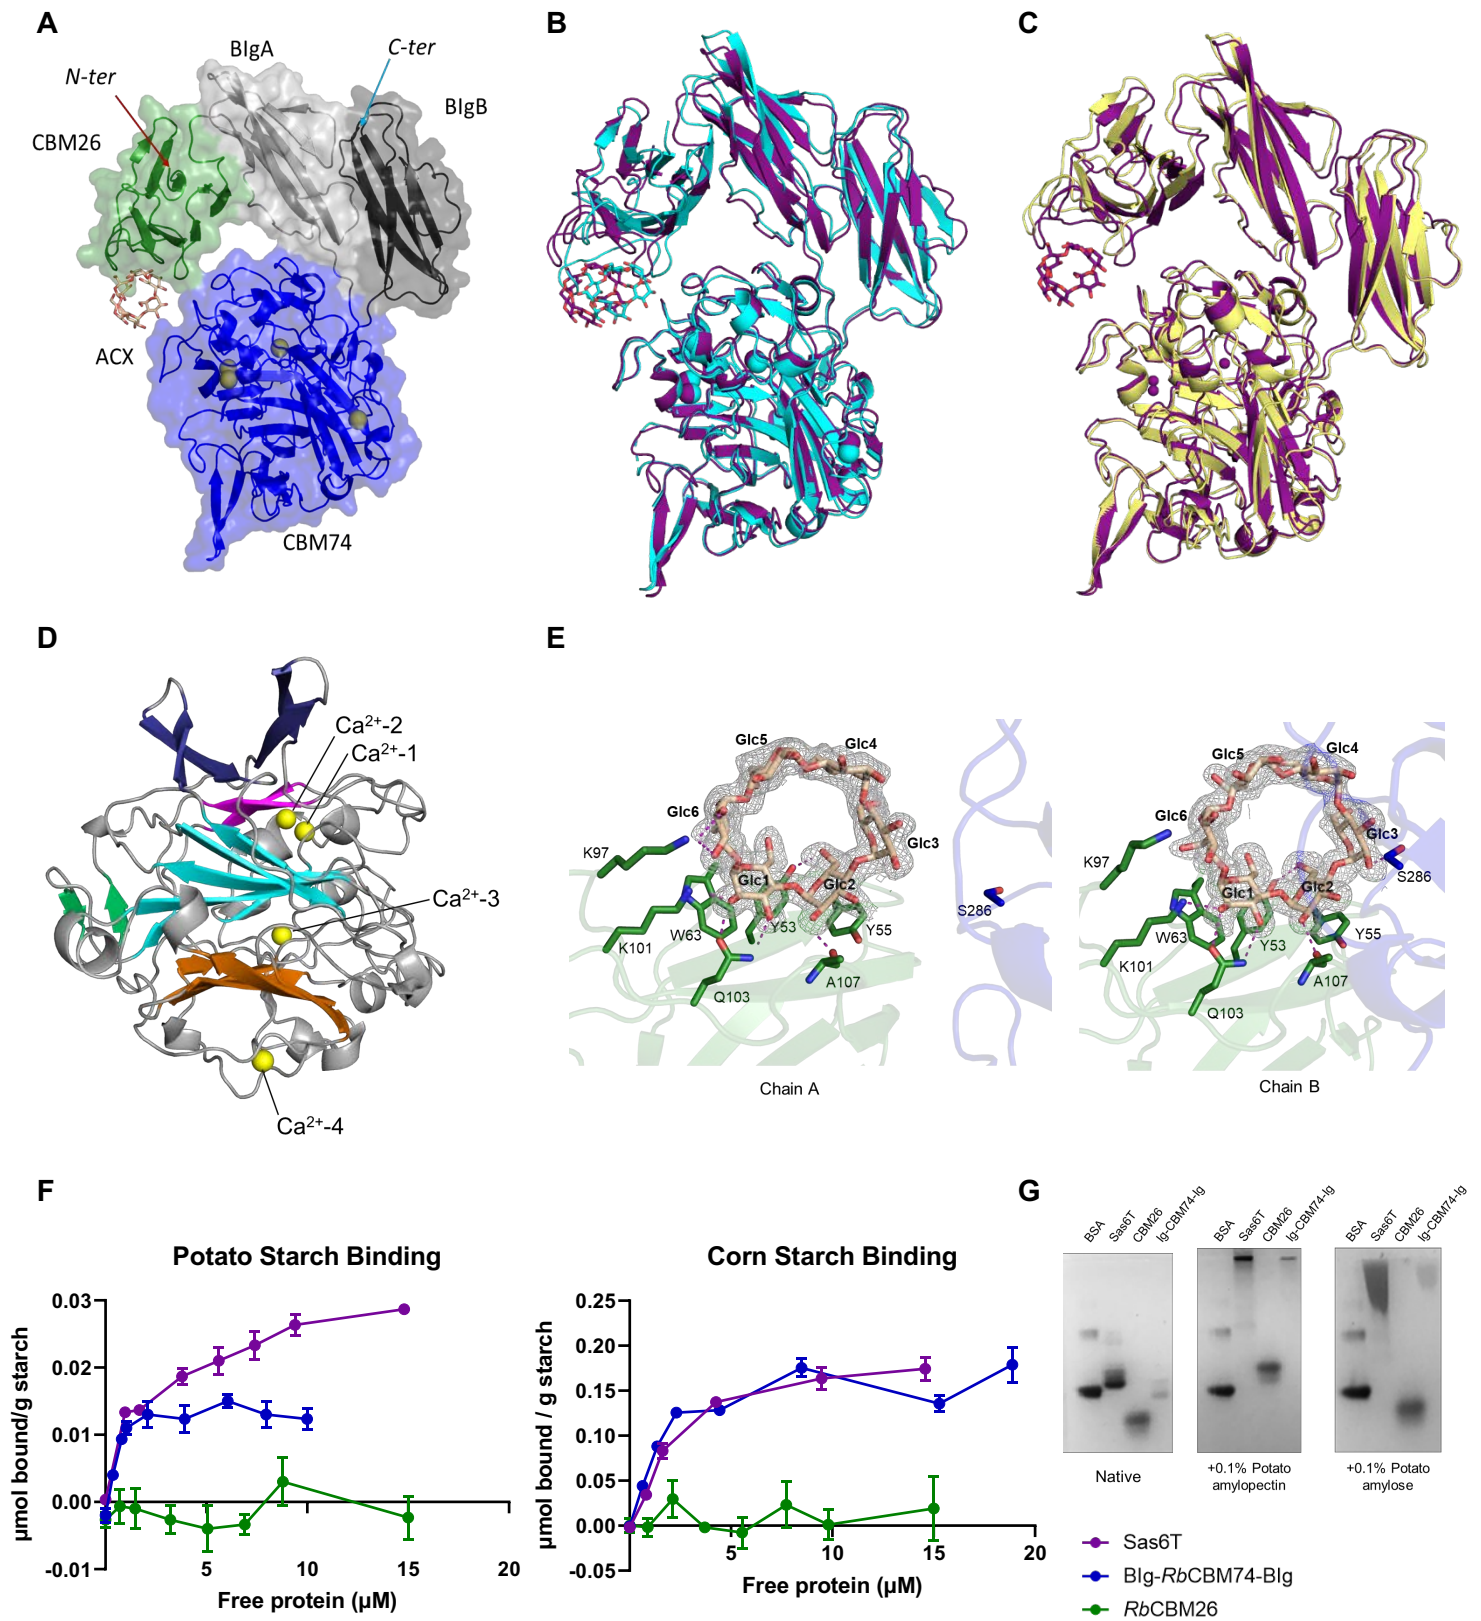 A
B
C
BIgA
C-ter
N-ter
BIgB
CBM26
ACX
CBM74
D
E
Ca²⁺-2
Ca²⁺-1
Ca²⁺-3
Ca²⁺-4
Glc5
Glc4
Glc6
Glc3
K97
Glc1
Glc2
S286
K101
W63
Y53
Y55
Q103
A107
Chain A
Glc5
Glc4
Glc6
Glc3
K97
Glc1
Glc2
S286
K101
W63
Y53
Y55
Q103
A107
Chain B
F
G
Potato Starch Binding
µmol bound/g starch
0.03
0.02
0.01
0.00
-0.01
5
10
15
20
Free protein (µM)
Corn Starch Binding
µmol bound / g starch
0.25
0.20
0.15
0.10
0.05
0.00
-0.05
5
10
15
20
Free protein (µM)
BSA
Sas6T
CBM26
Ig-CBM74-Ig
Native
BSA
Sas6T
CBM26
Ig-CBM74-Ig
+0.1% Potato
amylopectin
BSA
Sas6T
CBM26
Ig-CBM74-Ig
+0.1% Potato
amylose
Sas6T
BIg-RbCBM74-BIg
RbCBM26